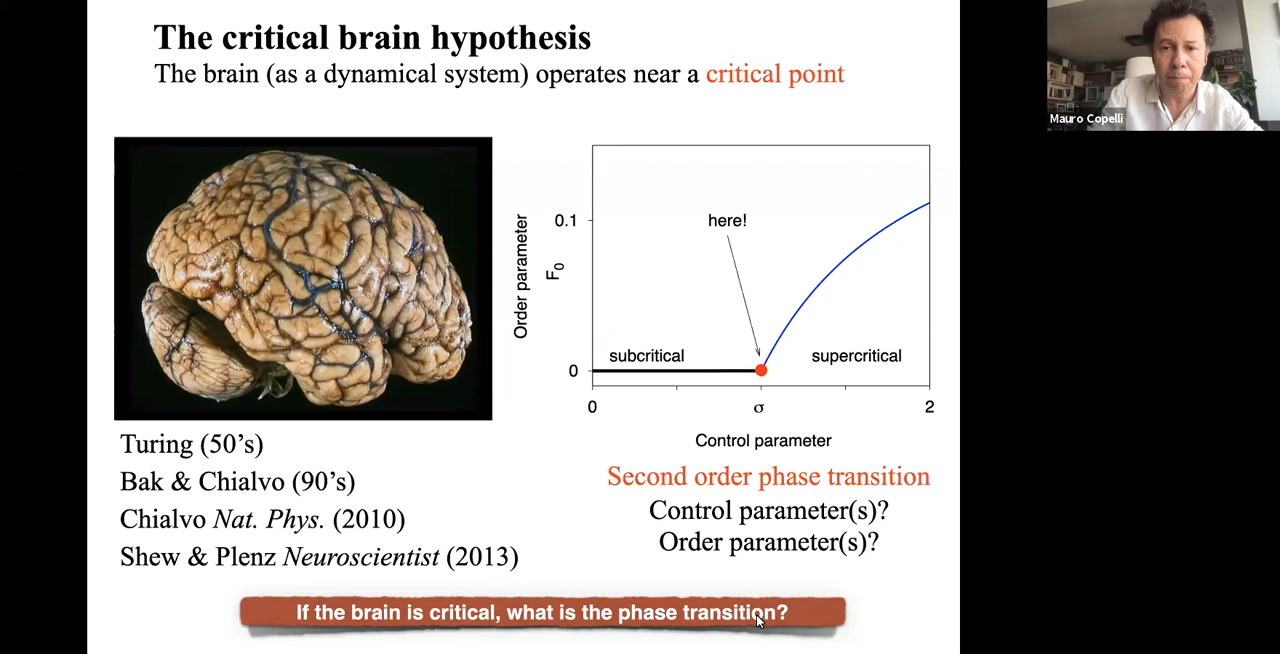 The critical brain hypothesis
The brain (as a dynamical system) operates near a critical point
Mauro Copelli
Order parameter
F₀
0.1
0
here!
subcritical
supercritical
0
σ
2
Control parameter
Turing (50's)
Bak & Chialvo (90's)
Chialvo Nat. Phys. (2010)
Shew & Plenz Neuroscientist (2013)
Second order phase transition
Control parameter(s)?
Order parameter(s)?
If the brain is critical, what is the phase transition?